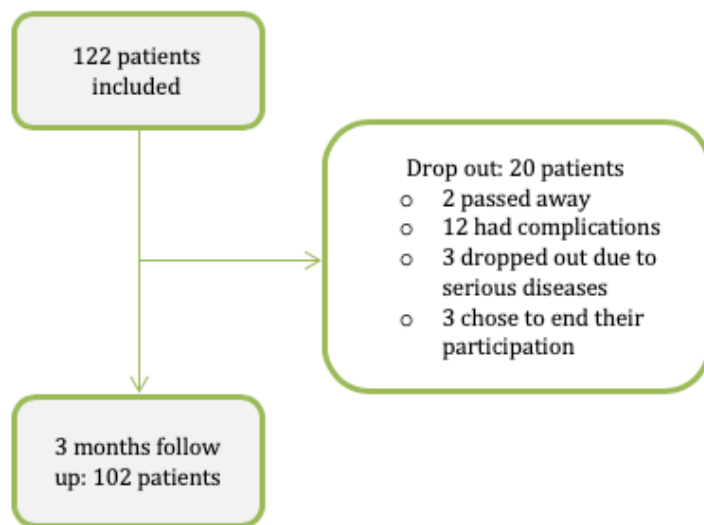 122 patients
included
Drop out: 20 patients
o 2 passed away
o 12 had complications
o 3 dropped out due to
serious diseases
o 3 chose to end their
participation
3 months follow
up: 102 patients